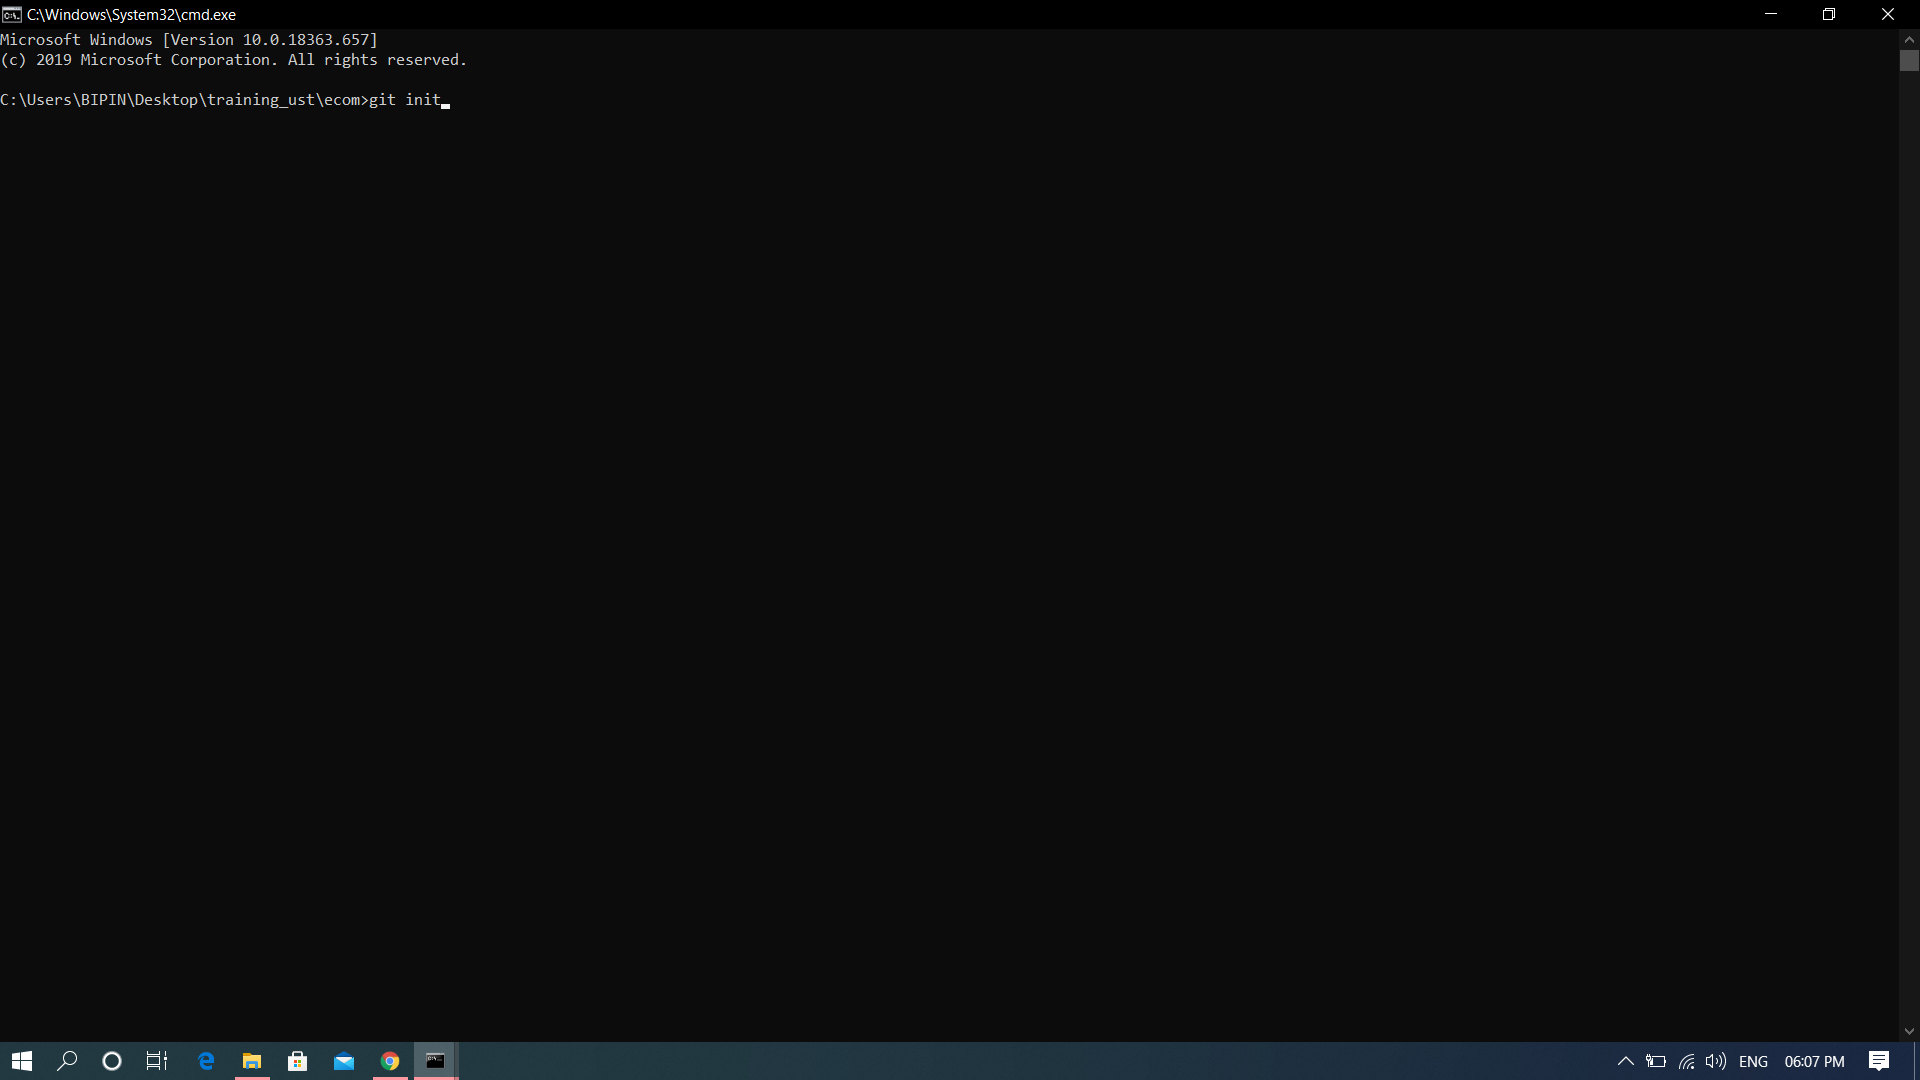 C:\Windows\System32\cmd.exe
Microsoft Windows [Version 10.0.18363.657]
(c) 2019 Microsoft Corporation. All rights reserved.
C:\Users\BIPIN\Desktop\training_ust\ecom>git init
ENG 06:07 PM